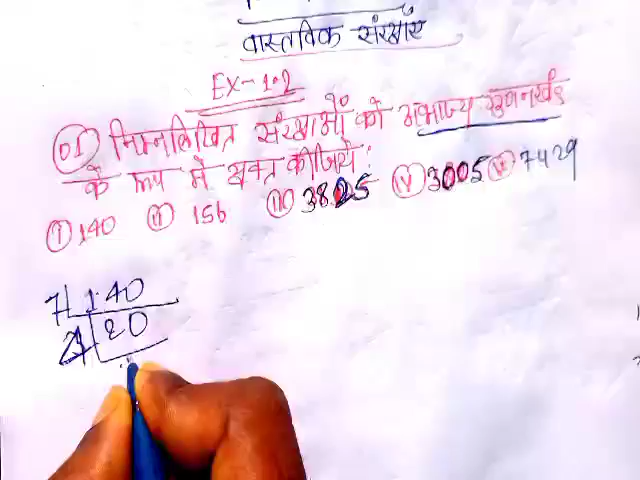 वास्तविक संख्याएँ
EX-1.2
01 निम्नलिखित संख्याओं को अभाज्य गुणनखंड
के रूप में व्यक्त कीजिये:
(i) 140 (ii) 156 (iii) 3825 (iv) 5005 (v) 7429
7 140
20